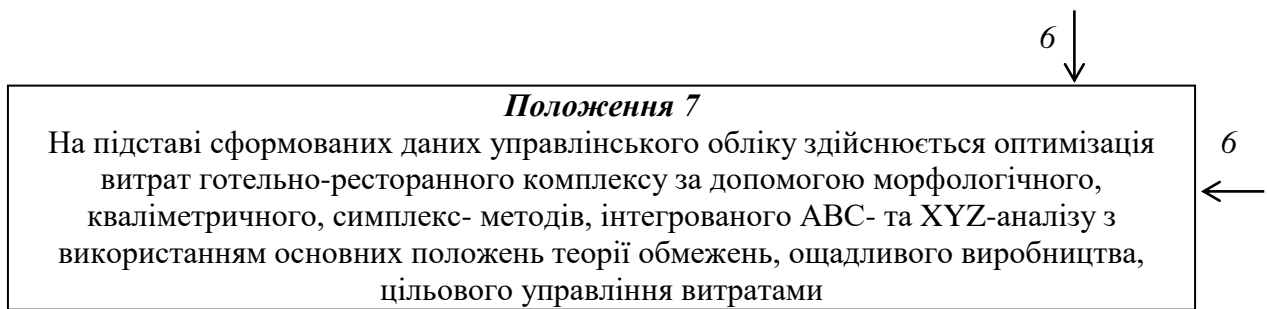 6
Положення 7
На підставі сформованих даних управлінського обліку здійснюється оптимізація
витрат готельно-ресторанного комплексу за допомогою морфологічного,
кваліметричного, симплекс- методів, інтегрованого АВС- та XYZ-аналізу з
використанням основних положень теорії обмежень, ощадливого виробництва,
цільового управління витратами
6